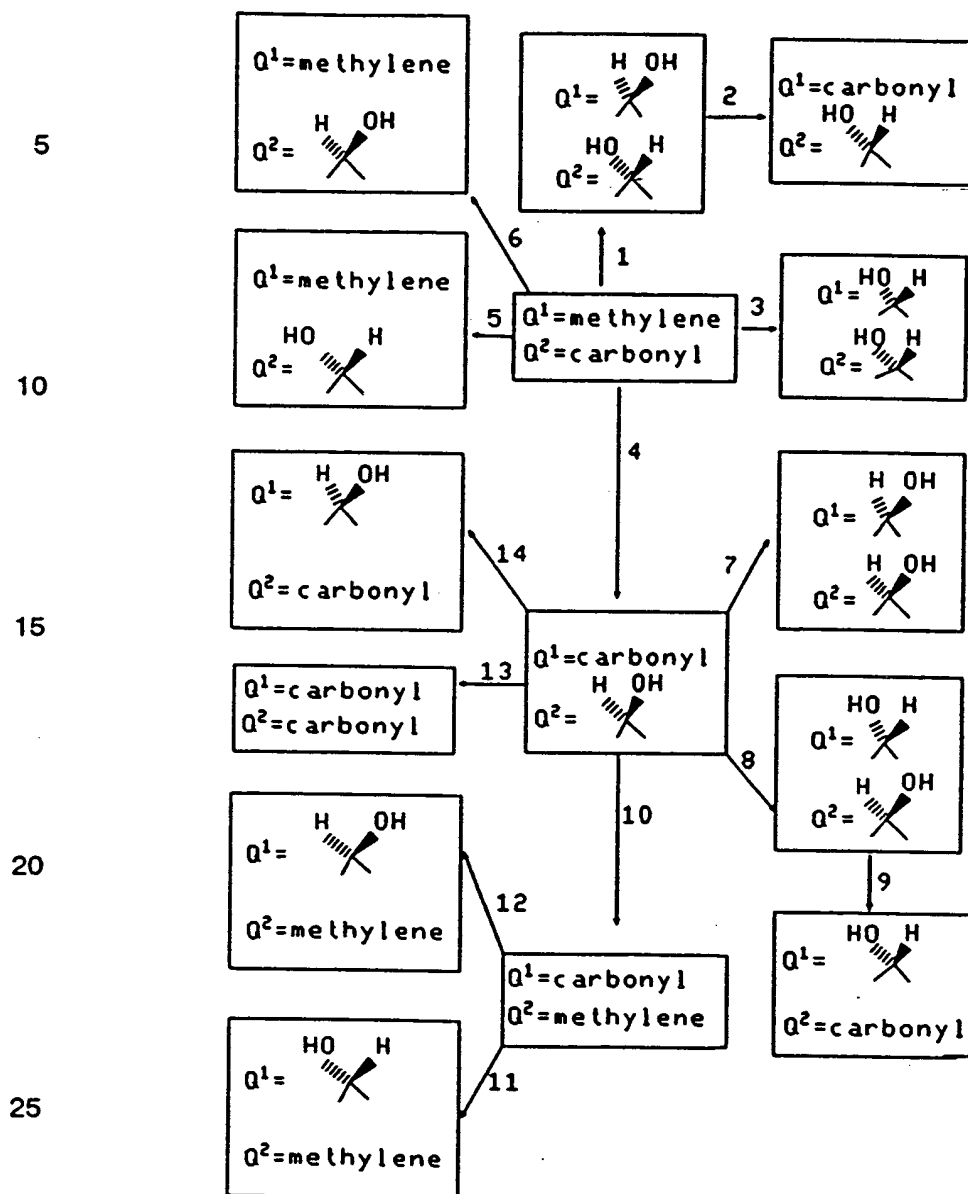 Q¹=methylene
H OH
Q²=
H OH
Q¹=
HO H
Q²=
2
Q¹=carbonyl
HO H
Q²=
5
6
1
Q¹=methylene
HO H
Q²=
5
Q¹=methylene
Q²=carbonyl
3
HO H
Q¹=
HO H
Q²=
10
4
H OH
Q¹=
Q²=carbonyl
14
7
H OH
Q¹=
H OH
Q²=
15
Q¹=carbonyl
H OH
Q²=
13
Q¹=carbonyl
Q²=carbonyl
8
HO H
Q¹=
H OH
Q²=
10
H OH
Q¹=
Q²=methylene
20
12
9
Q¹=carbonyl
Q²=methylene
HO H
Q¹=
Q²=carbonyl
HO H
Q¹=
Q²=methylene
11
25